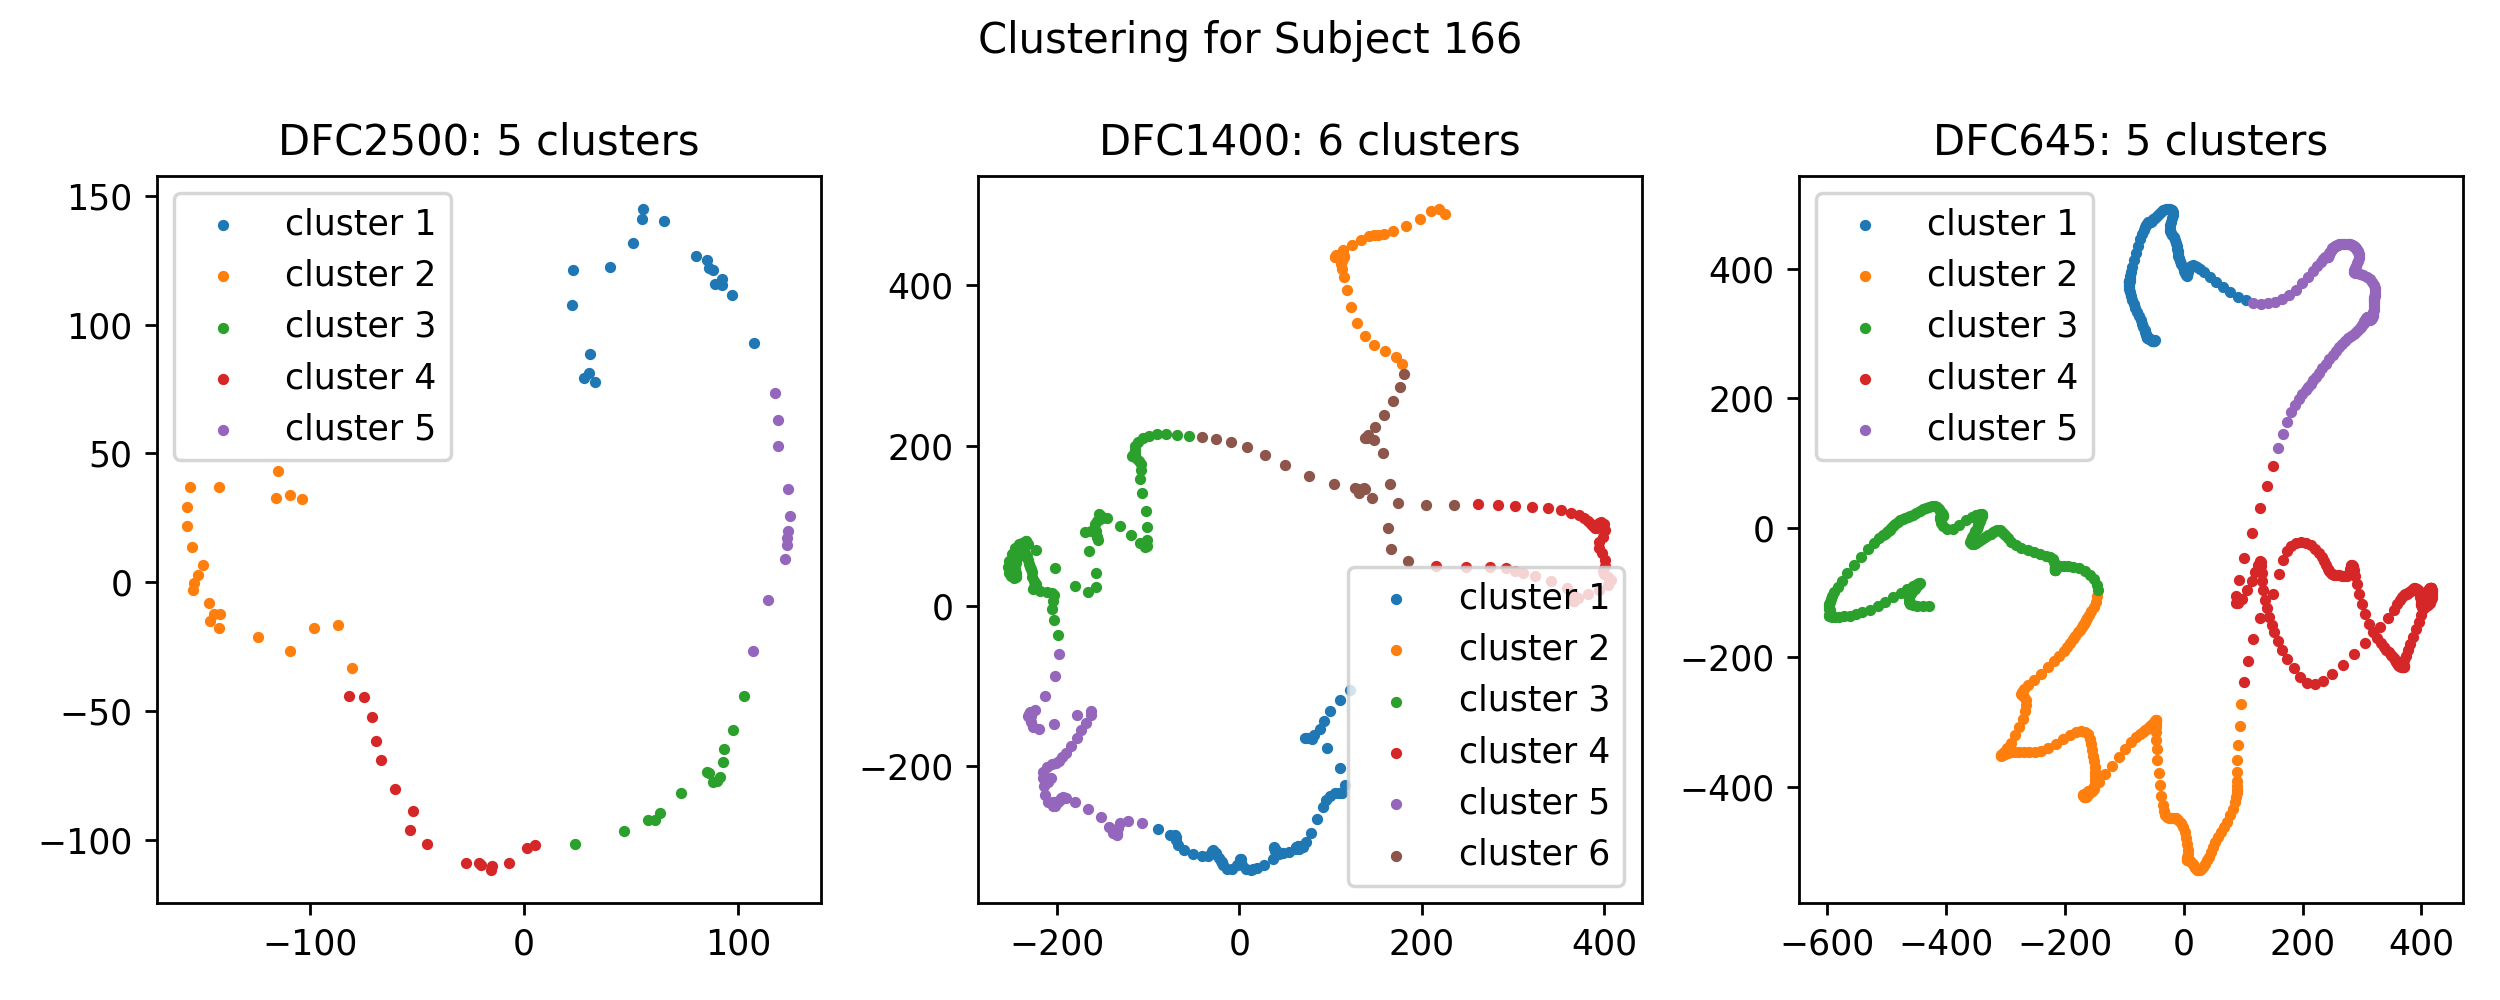 Clustering for Subject 166
DFC2500: 5 clusters
150
100
50
0
−50
−100
−100
0
100
cluster 1
cluster 2
cluster 3
cluster 4
cluster 5
DFC1400: 6 clusters
400
200
0
−200
−200
0
200
400
cluster 1
cluster 2
cluster 3
cluster 4
cluster 5
cluster 6
DFC645: 5 clusters
400
200
0
−200
−400
−600
−400
−200
0
200
400
cluster 1
cluster 2
cluster 3
cluster 4
cluster 5